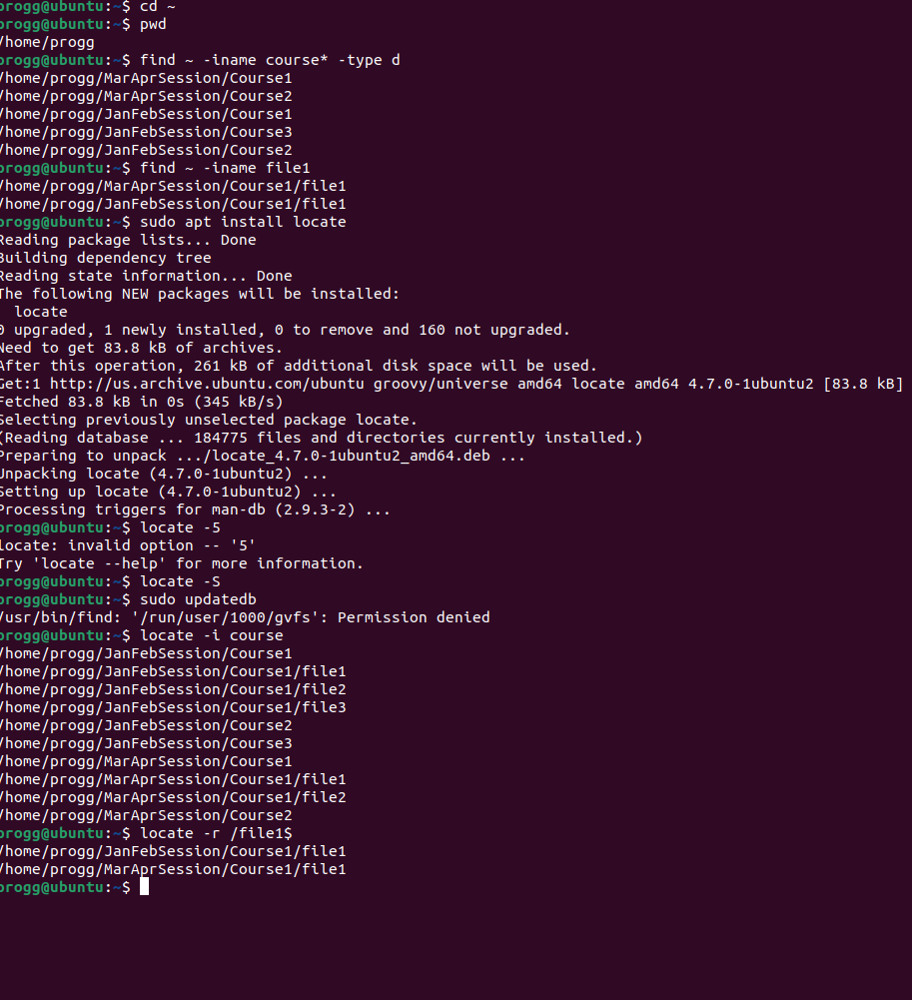 progg@ubuntu:~$ cd ~
progg@ubuntu:~$ pwd
/home/progg
progg@ubuntu:~$ find ~ -iname course* -type d
/home/progg/MarAprSession/Course1
/home/progg/MarAprSession/Course2
/home/progg/JanFebSession/Course1
/home/progg/JanFebSession/Course3
/home/progg/JanFebSession/Course2
progg@ubuntu:~$ find ~ -iname file1
/home/progg/MarAprSession/Course1/file1
/home/progg/JanFebSession/Course1/file1
progg@ubuntu:~$ sudo apt install locate
Reading package lists... Done
Building dependency tree
Reading state information... Done
The following NEW packages will be installed:
  locate
0 upgraded, 1 newly installed, 0 to remove and 160 not upgraded.
Need to get 83.8 kB of archives.
After this operation, 261 kB of additional disk space will be used.
Get:1 http://us.archive.ubuntu.com/ubuntu groovy/universe amd64 locate amd64 4.7.0-1ubuntu2 [83.8 kB]
Fetched 83.8 kB in 0s (345 kB/s)
Selecting previously unselected package locate.
(Reading database ... 184775 files and directories currently installed.)
Preparing to unpack .../locate_4.7.0-1ubuntu2_amd64.deb ...
Unpacking locate (4.7.0-1ubuntu2) ...
Setting up locate (4.7.0-1ubuntu2) ...
Processing triggers for man-db (2.9.3-2) ...
progg@ubuntu:~$ locate -5
locate: invalid option -- '5'
Try 'locate --help' for more information.
progg@ubuntu:~$ locate -S
progg@ubuntu:~$ sudo updatedb
/usr/bin/find: '/run/user/1000/gvfs': Permission denied
progg@ubuntu:~$ locate -i course
/home/progg/JanFebSession/Course1
/home/progg/JanFebSession/Course1/file1
/home/progg/JanFebSession/Course1/file2
/home/progg/JanFebSession/Course1/file3
/home/progg/JanFebSession/Course2
/home/progg/JanFebSession/Course3
/home/progg/MarAprSession/Course1
/home/progg/MarAprSession/Course1/file1
/home/progg/MarAprSession/Course1/file2
/home/progg/MarAprSession/Course2
progg@ubuntu:~$ locate -r /file1$
/home/progg/JanFebSession/Course1/file1
/home/progg/MarAprSession/Course1/file1
progg@ubuntu:~$